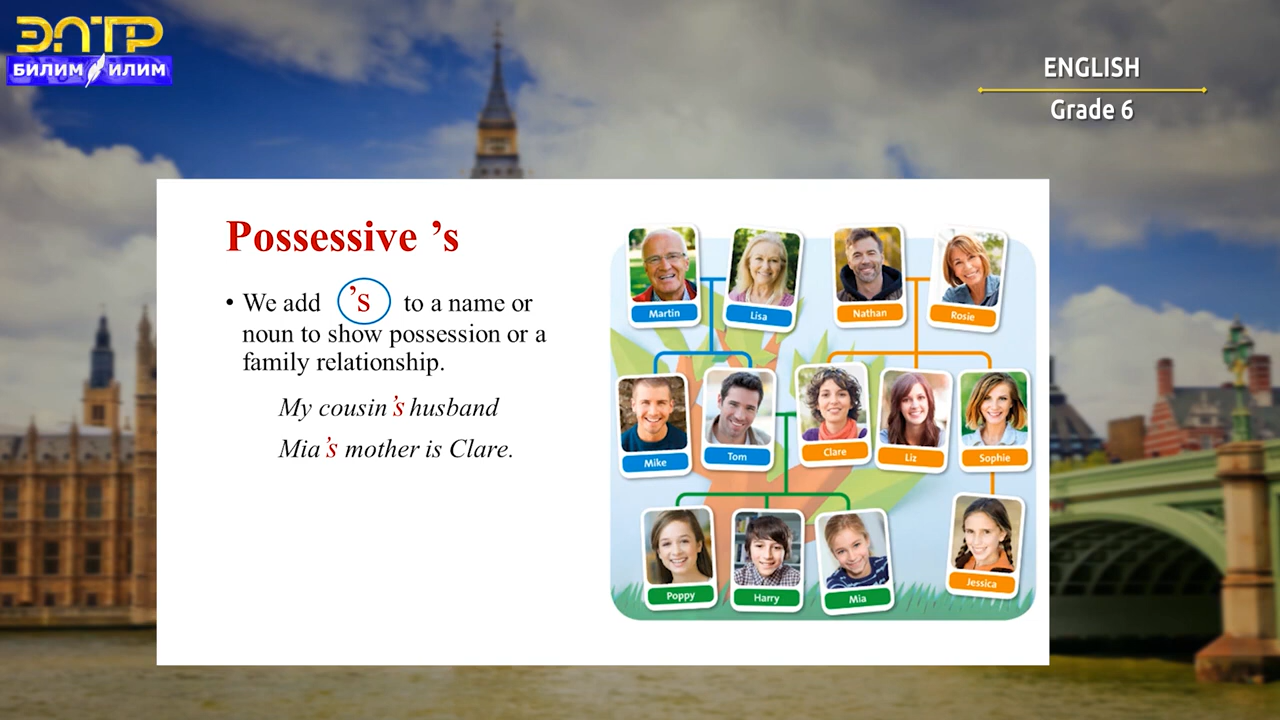 ЭЛТР
БИЛИМ ИЛИМ
ENGLISH
Grade 6
Possessive ’s
• We add ’s to a name or
noun to show possession or a
family relationship.
My cousin’s husband
Mia’s mother is Clare.
Martin
Lisa
Nathan
Rosie
Mike
Tom
Clare
Liz
Sophie
Poppy
Harry
Mia
Jessica